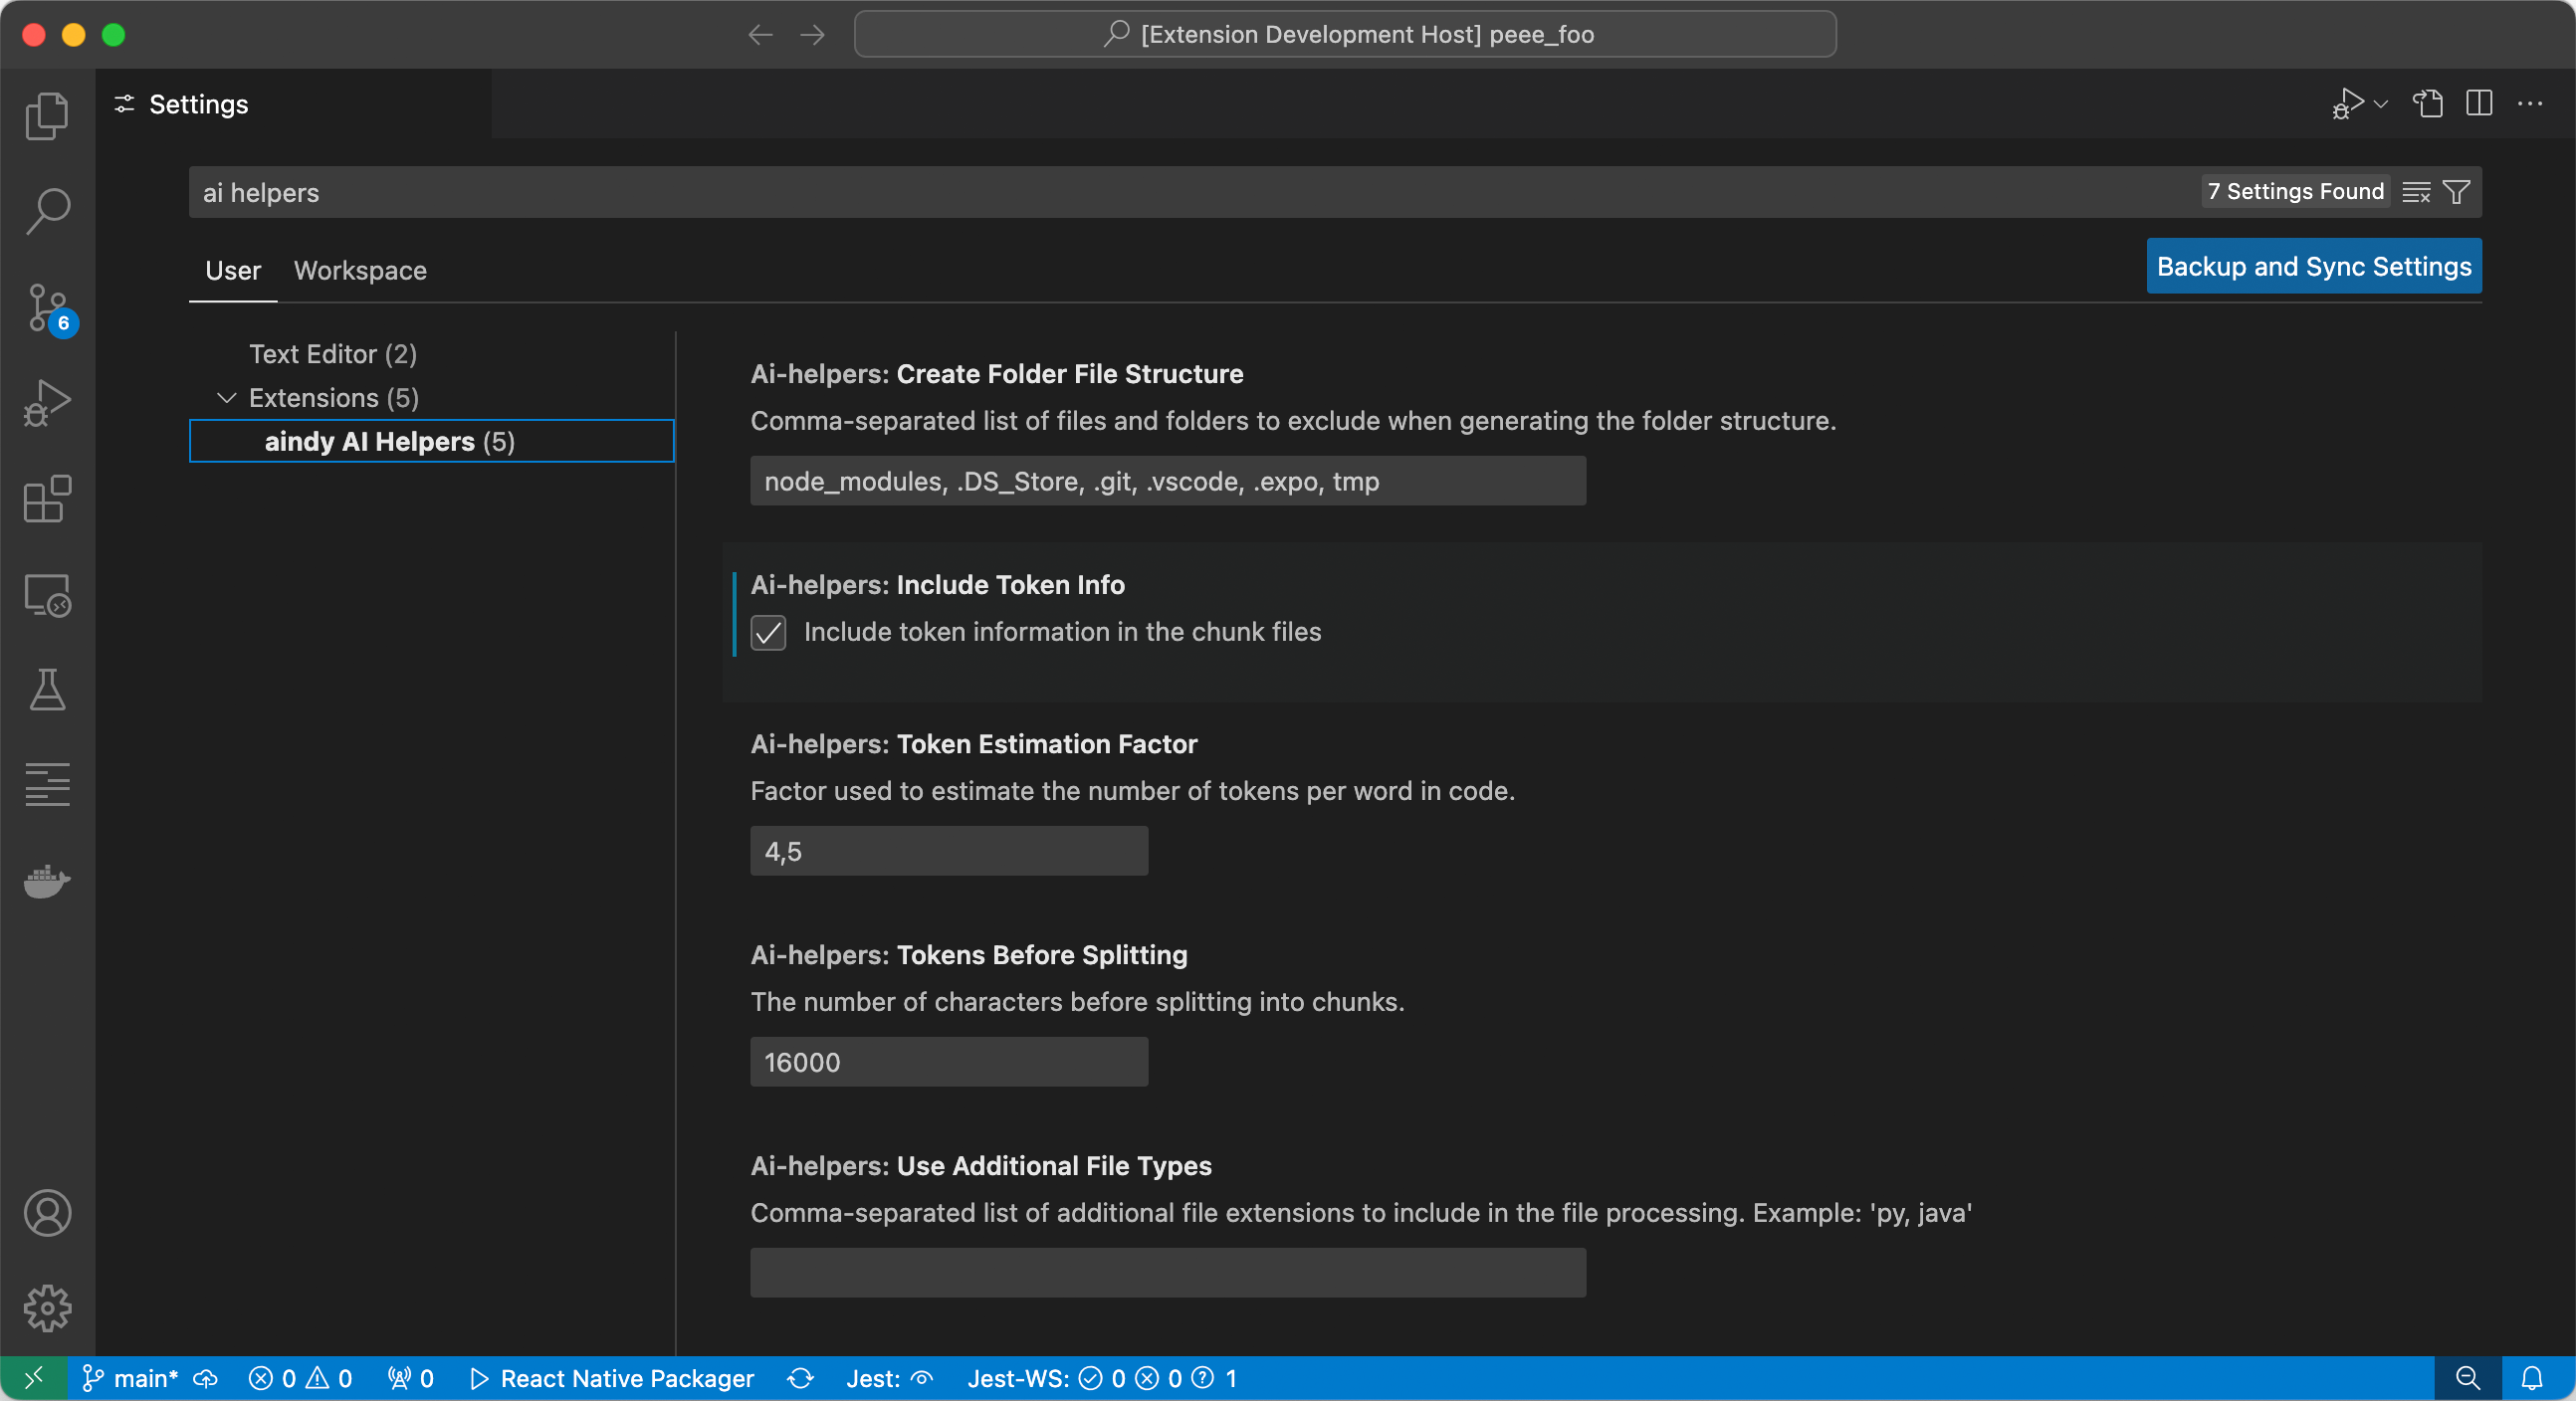 [Extension Development Host] peee_foo
Settings
ai helpers
7 Settings Found
User Workspace
Backup and Sync Settings
6
Text Editor (2)
Extensions (5)
aindy AI Helpers (5)
Ai-helpers: Create Folder File Structure
Comma-separated list of files and folders to exclude when generating the folder structure.
node_modules, .DS_Store, .git, .vscode, .expo, tmp
Ai-helpers: Include Token Info
Include token information in the chunk files
Ai-helpers: Token Estimation Factor
Factor used to estimate the number of tokens per word in code.
4,5
Ai-helpers: Tokens Before Splitting
The number of characters before splitting into chunks.
16000
Ai-helpers: Use Additional File Types
Comma-separated list of additional file extensions to include in the file processing. Example: 'py, java'
main* 0 0 0 React Native Packager Jest: Jest-WS: 0 0 1